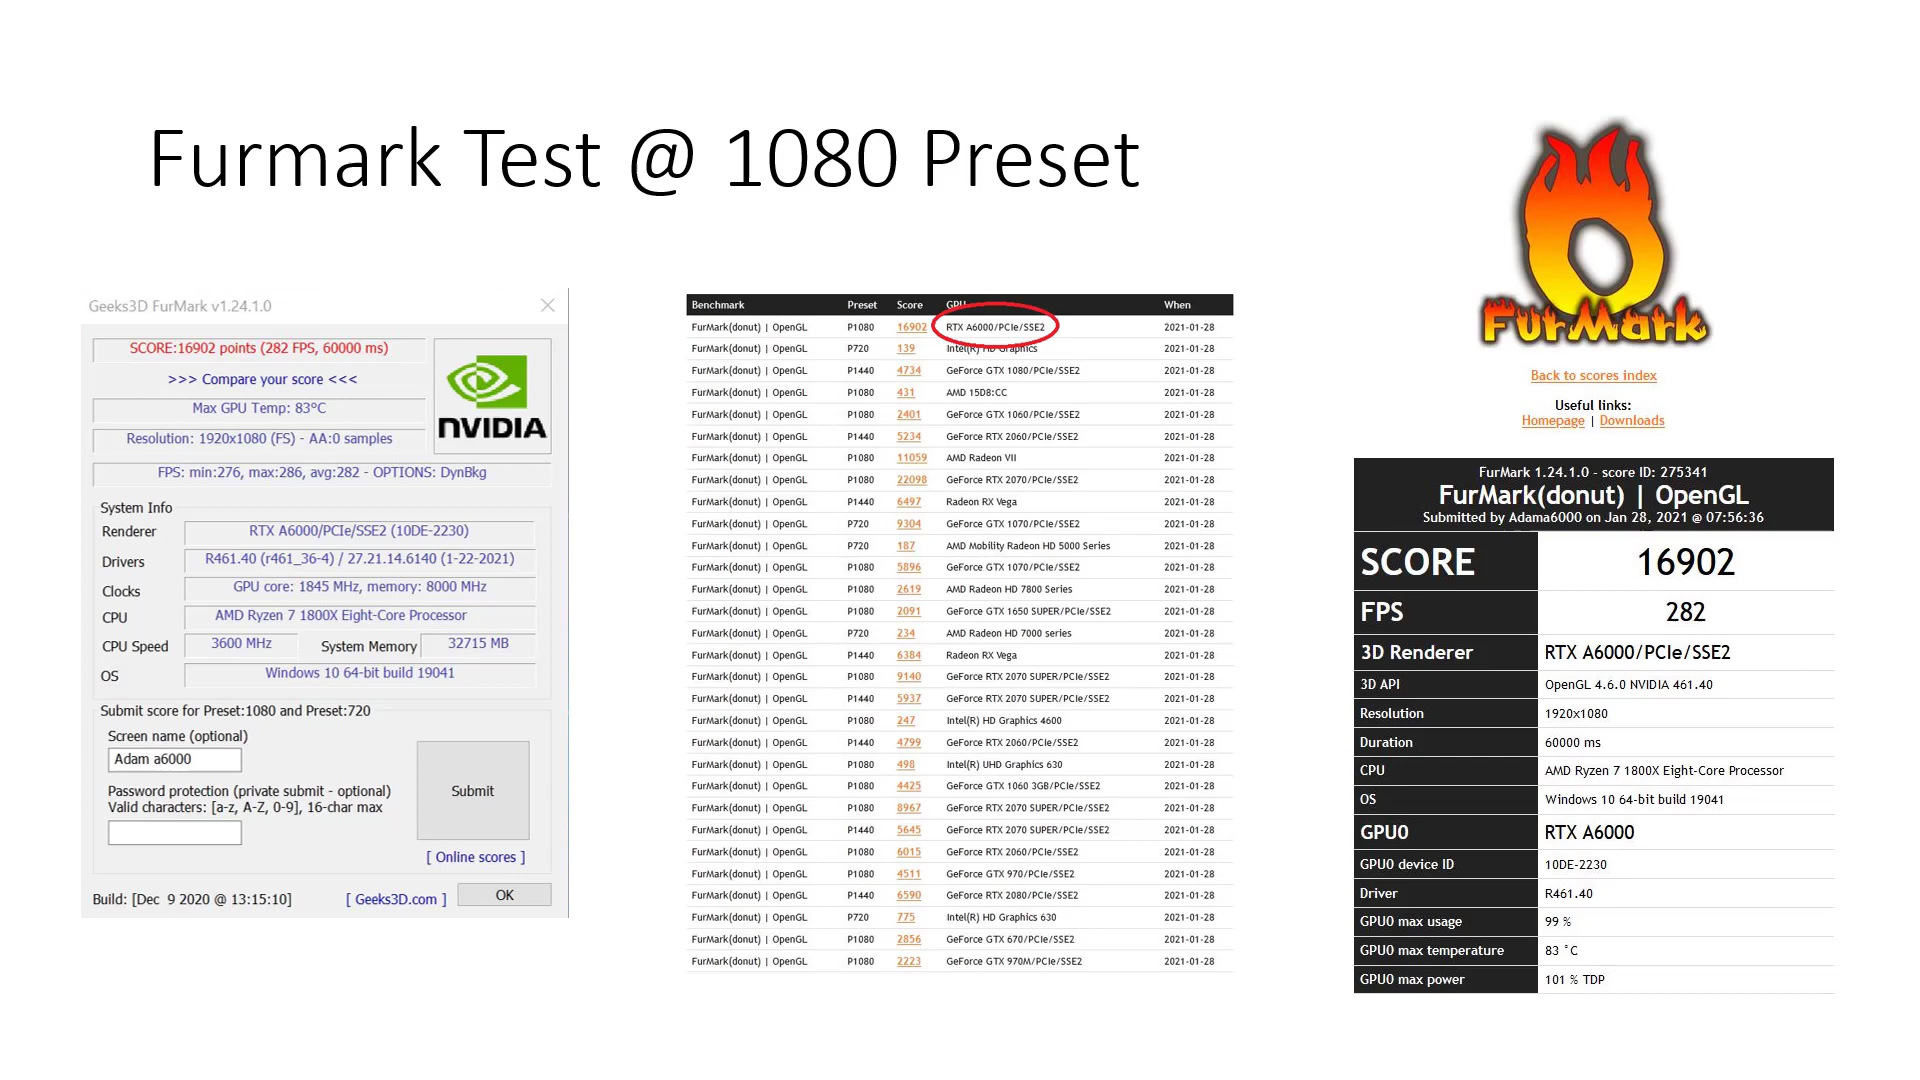 Furmark Test @ 1080 Preset
Geeks3D FurMark v1.24.1.0
SCORE:16902 points (282 FPS, 60000 ms)
>>> Compare your score <<<
Max GPU Temp: 83°C
Resolution: 1920x1080 (FS) - AA:0 samples
NVIDIA
FPS: min:276, max:286, avg:282 - OPTIONS: DynBkg
System Info
Renderer RTX A6000/PCIe/SSE2 (10DE-2230)
Drivers R461.40 (r461_36-4) / 27.21.14.6140 (1-22-2021)
Clocks GPU core: 1845 MHz, memory: 8000 MHz
CPU AMD Ryzen 7 1800X Eight-Core Processor
CPU Speed 3600 MHz System Memory 32715 MB
OS Windows 10 64-bit build 19041
Submit score for Preset:1080 and Preset:720
Screen name (optional)
Adam a6000
Password protection (private submit - optional)
Valid characters: [a-z, A-Z, 0-9], 16-char max
Submit
[ Online scores ]
Build: [Dec 9 2020 @ 13:15:10] [ Geeks3D.com ] OK
Benchmark Preset Score GPU When
FurMark(donut) | OpenGL P1080 16902 RTX A6000/PCIe/SSE2 2021-01-28
FurMark(donut) | OpenGL P720 139 Intel(R) HD Graphics 2021-01-28
FurMark(donut) | OpenGL P1440 4734 GeForce GTX 1080/PCIe/SSE2 2021-01-28
FurMark(donut) | OpenGL P1080 431 AMD 15D8:CC 2021-01-28
FurMark(donut) | OpenGL P1080 2401 GeForce GTX 1060/PCIe/SSE2 2021-01-28
FurMark(donut) | OpenGL P1440 5234 GeForce RTX 2060/PCIe/SSE2 2021-01-28
FurMark(donut) | OpenGL P1080 11059 AMD Radeon VII 2021-01-28
FurMark(donut) | OpenGL P1080 22098 GeForce RTX 2070/PCIe/SSE2 2021-01-28
FurMark(donut) | OpenGL P1440 6497 Radeon RX Vega 2021-01-28
FurMark(donut) | OpenGL P720 9304 GeForce GTX 1070/PCIe/SSE2 2021-01-28
FurMark(donut) | OpenGL P720 187 AMD Mobility Radeon HD 5000 Series 2021-01-28
FurMark(donut) | OpenGL P1080 5896 GeForce GTX 1070/PCIe/SSE2 2021-01-28
FurMark(donut) | OpenGL P1080 2619 AMD Radeon HD 7800 Series 2021-01-28
FurMark(donut) | OpenGL P1080 2091 GeForce GTX 1650 SUPER/PCIe/SSE2 2021-01-28
FurMark(donut) | OpenGL P720 234 AMD Radeon HD 7000 series 2021-01-28
FurMark(donut) | OpenGL P1440 6384 Radeon RX Vega 2021-01-28
FurMark(donut) | OpenGL P1080 9140 GeForce RTX 2070 SUPER/PCIe/SSE2 2021-01-28
FurMark(donut) | OpenGL P1440 5937 GeForce RTX 2070 SUPER/PCIe/SSE2 2021-01-28
FurMark(donut) | OpenGL P1080 247 Intel(R) HD Graphics 4600 2021-01-28
FurMark(donut) | OpenGL P1440 4799 GeForce RTX 2060/PCIe/SSE2 2021-01-28
FurMark(donut) | OpenGL P1080 498 Intel(R) UHD Graphics 630 2021-01-28
FurMark(donut) | OpenGL P1080 4425 GeForce GTX 1060 3GB/PCIe/SSE2 2021-01-28
FurMark(donut) | OpenGL P1080 8967 GeForce RTX 2070 SUPER/PCIe/SSE2 2021-01-28
FurMark(donut) | OpenGL P1440 5645 GeForce RTX 2070 SUPER/PCIe/SSE2 2021-01-28
FurMark(donut) | OpenGL P1080 6015 GeForce RTX 2060/PCIe/SSE2 2021-01-28
FurMark(donut) | OpenGL P1080 4511 GeForce GTX 970/PCIe/SSE2 2021-01-28
FurMark(donut) | OpenGL P1440 6590 GeForce RTX 2080/PCIe/SSE2 2021-01-28
FurMark(donut) | OpenGL P720 775 Intel(R) HD Graphics 630 2021-01-28
FurMark(donut) | OpenGL P1080 2856 GeForce GTX 670/PCIe/SSE2 2021-01-28
FurMark(donut) | OpenGL P1080 2223 GeForce GTX 970M/PCIe/SSE2 2021-01-28
FurMark
Back to scores index
Useful links:
Homepage | Downloads
FurMark 1.24.1.0 - score ID: 275341
FurMark(donut) | OpenGL
Submitted by Adama6000 on Jan 28, 2021 @ 07:56:36
SCORE 16902
FPS 282
3D Renderer RTX A6000/PCIe/SSE2
3D API OpenGL 4.6.0 NVIDIA 461.40
Resolution 1920x1080
Duration 60000 ms
CPU AMD Ryzen 7 1800X Eight-Core Processor
OS Windows 10 64-bit build 19041
GPU0 RTX A6000
GPU0 device ID 10DE-2230
Driver R461.40
GPU0 max usage 99 %
GPU0 max temperature 83 °C
GPU0 max power 101 % TDP